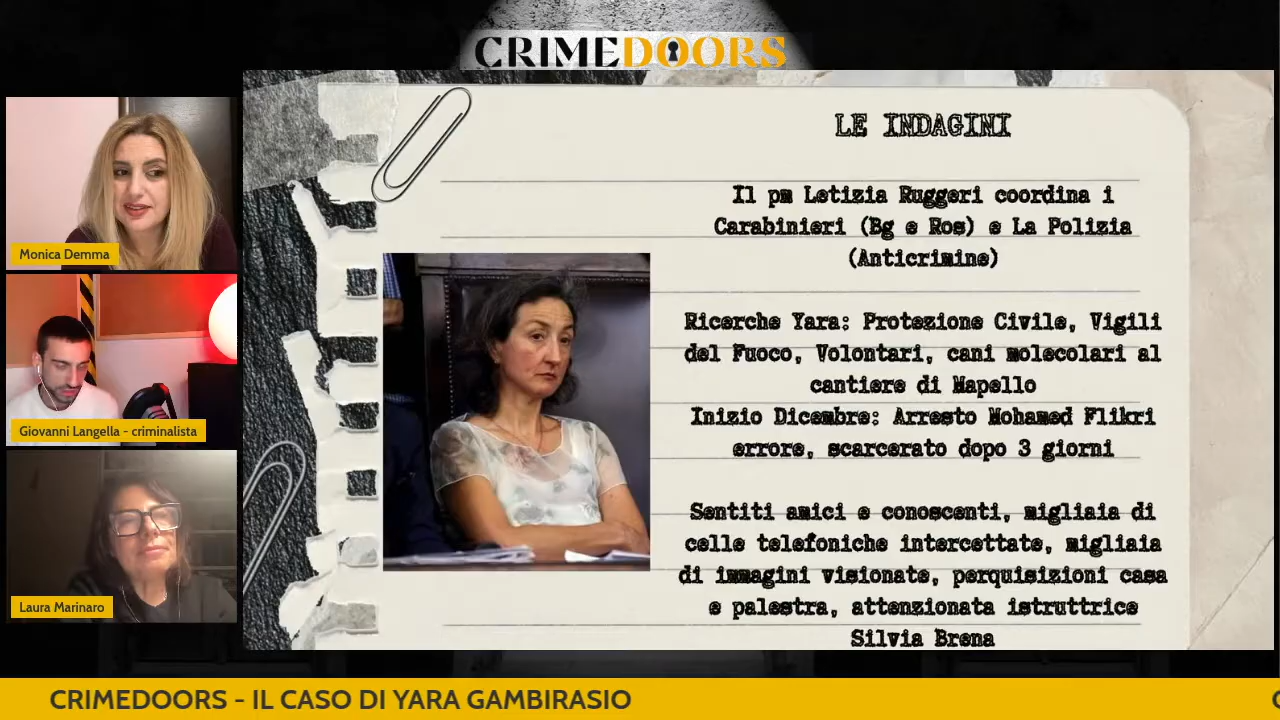 CRIMEDOORS
LE INDAGINI
Il pm Letizia Ruggeri coordina i
Carabinieri (Bg e Ros) e La Polizia
(Anticrimine)
Ricerche Yara: Protezione Civile, Vigili
del Fuoco, Volontari, cani molecolari al
cantiere di Mapello
Inizio Dicembre: Arresto Mohamed Flikri
errore, scarcerato dopo 3 giorni
Sentiti amici e conoscenti, migliaia di
celle telefoniche intercettate, migliaia
di immagini visionate, perquisizioni casa
e palestra, attenzionata istruttrice
Silvia Brena
Monica Demma
Giovanni Langella - criminalista
Laura Marinaro
CRIMEDOORS - IL CASO DI YARA GAMBIRASIO